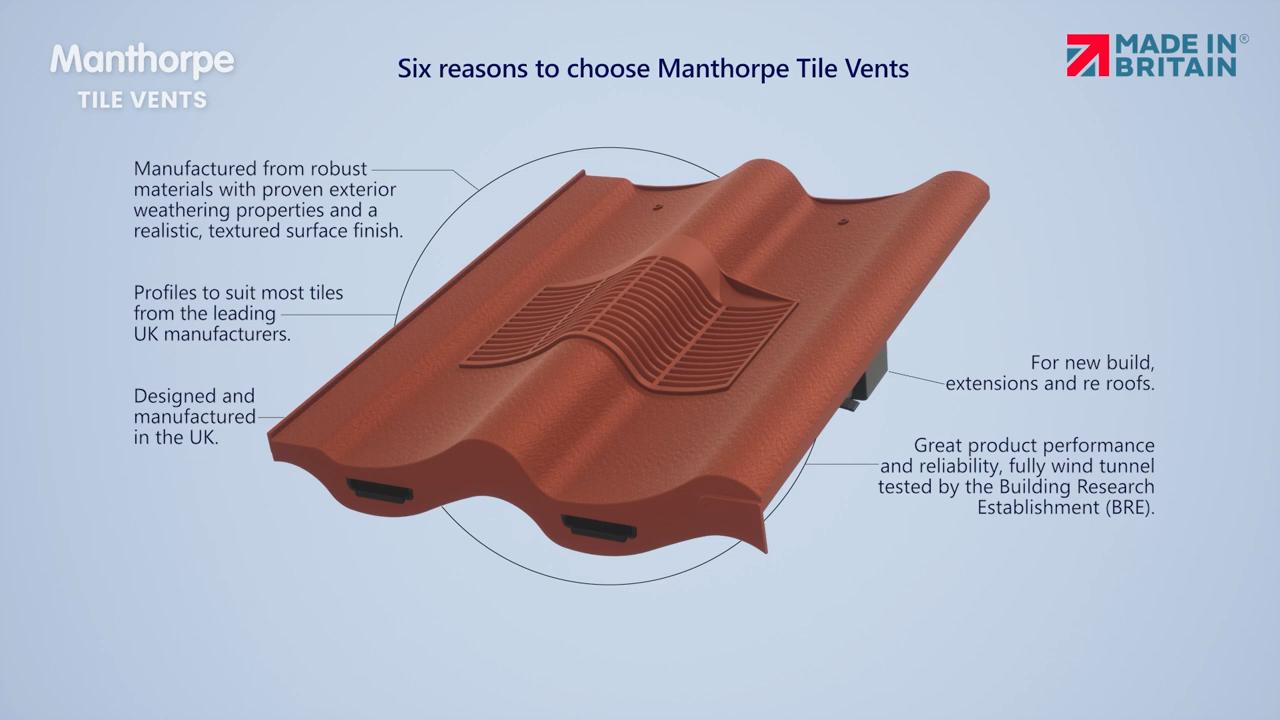 Manthorpe
TILE VENTS
Six reasons to choose Manthorpe Tile Vents
MADE IN®
BRITAIN
Manufactured from robust
materials with proven exterior
weathering properties and a
realistic, textured surface finish.
Profiles to suit most tiles
from the leading
UK manufacturers.
Designed and
manufactured
in the UK.
For new build,
extensions and re roofs.
Great product performance
and reliability, fully wind tunnel
tested by the Building Research
Establishment (BRE).